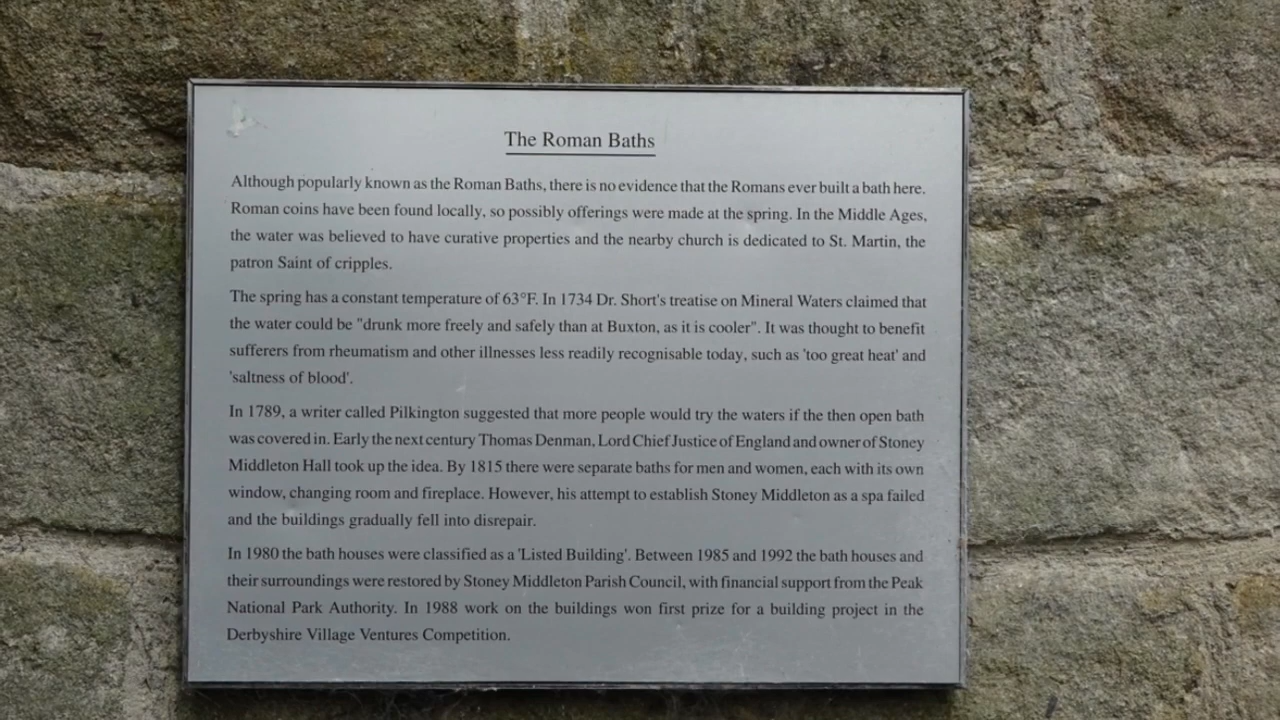 The Roman Baths
Although popularly known as the Roman Baths, there is no evidence that the Romans ever built a bath here.
Roman coins have been found locally, so possibly offerings were made at the spring. In the Middle Ages,
the water was believed to have curative properties and the nearby church is dedicated to St. Martin, the
patron Saint of cripples.
The spring has a constant temperature of 63°F. In 1734 Dr. Short's treatise on Mineral Waters claimed that
the water could be "drunk more freely and safely than at Buxton, as it is cooler". It was thought to benefit
sufferers from rheumatism and other illnesses less readily recognisable today, such as 'too great heat' and
'saltness of blood'.
In 1789, a writer called Pilkington suggested that more people would try the waters if the then open bath
was covered in. Early the next century Thomas Denman, Lord Chief Justice of England and owner of Stoney
Middleton Hall took up the idea. By 1815 there were separate baths for men and women, each with its own
window, changing room and fireplace. However, his attempt to establish Stoney Middleton as a spa failed
and the buildings gradually fell into disrepair.
In 1980 the bath houses were classified as a 'Listed Building'. Between 1985 and 1992 the bath houses and
their surroundings were restored by Stoney Middleton Parish Council, with financial support from the Peak
National Park Authority. In 1988 work on the buildings won first prize for a building project in the
Derbyshire Village Ventures Competition.